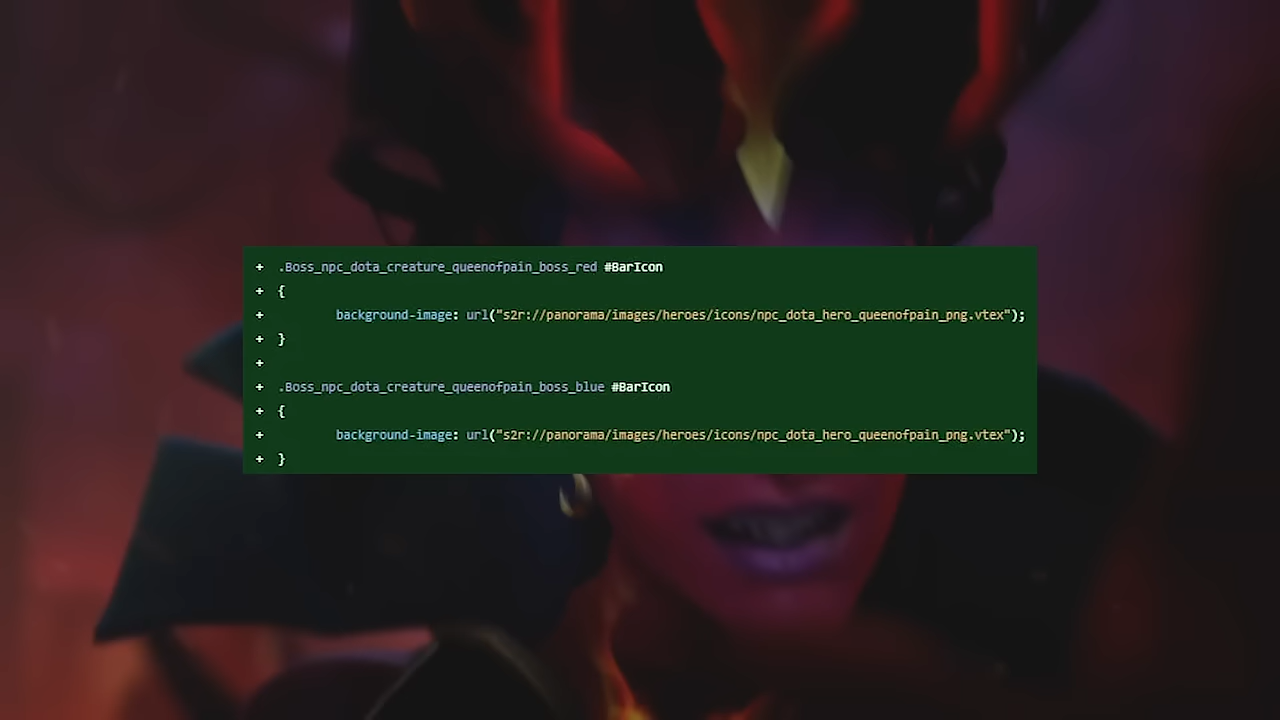 + .Boss_npc_dota_creature_queenofpain_boss_red #BarIcon
+ {
+ background-image: url("s2r://panorama/images/heroes/icons/npc_dota_hero_queenofpain_png.vtex");
+ }
+
+ .Boss_npc_dota_creature_queenofpain_boss_blue #BarIcon
+ {
+ background-image: url("s2r://panorama/images/heroes/icons/npc_dota_hero_queenofpain_png.vtex");
+ }